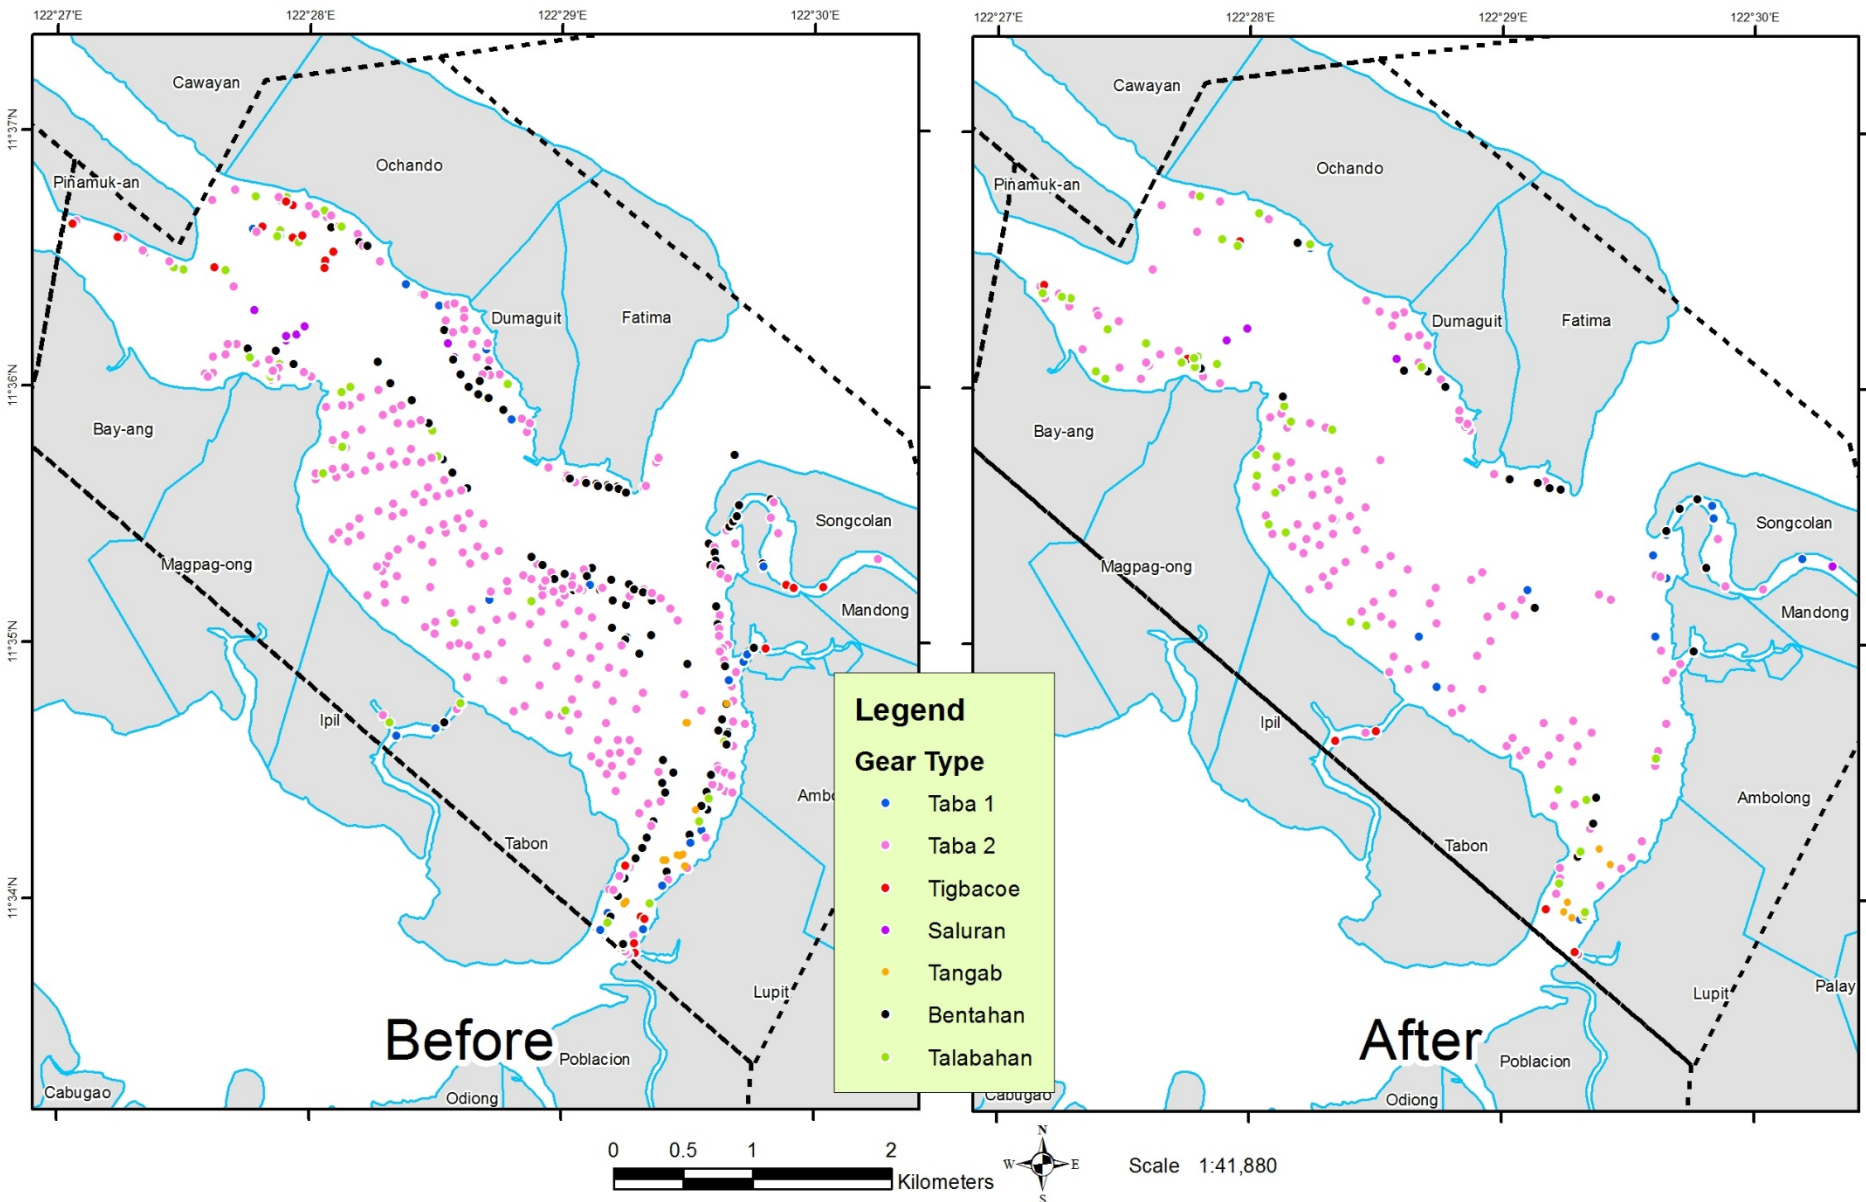 122°27'E 122°28'E 122°29'E 122°30'E 122°27'E 122°28'E 122°29'E 122°30'E
11°37'N
11°36'N
11°35'N
11°34'N
Cawayan
Ochando
Pinamuk-an
Dumaguit
Fatima
Bay-ang
Songcolan
Magpag-ong
Mandong
Ipil
Ambo
Tabon
Lupit
Before
Poblacion
Cabugao
Odiong
Legend
Gear Type
Taba 1
Taba 2
Tigbacoe
Saluran
Tangab
Bentahan
Talabahan
Cawayan
Ochando
Pinamuk-an
Dumaguit
Fatima
Bay-ang
Songcolan
Magpag-ong
Mandong
Ipil
Ambolong
Tabon
Palay
Lupit
After
Poblacion
Cabugao
Odiong
0 0.5 1 2
Kilometers
N
W E
S
Scale 1:41,880